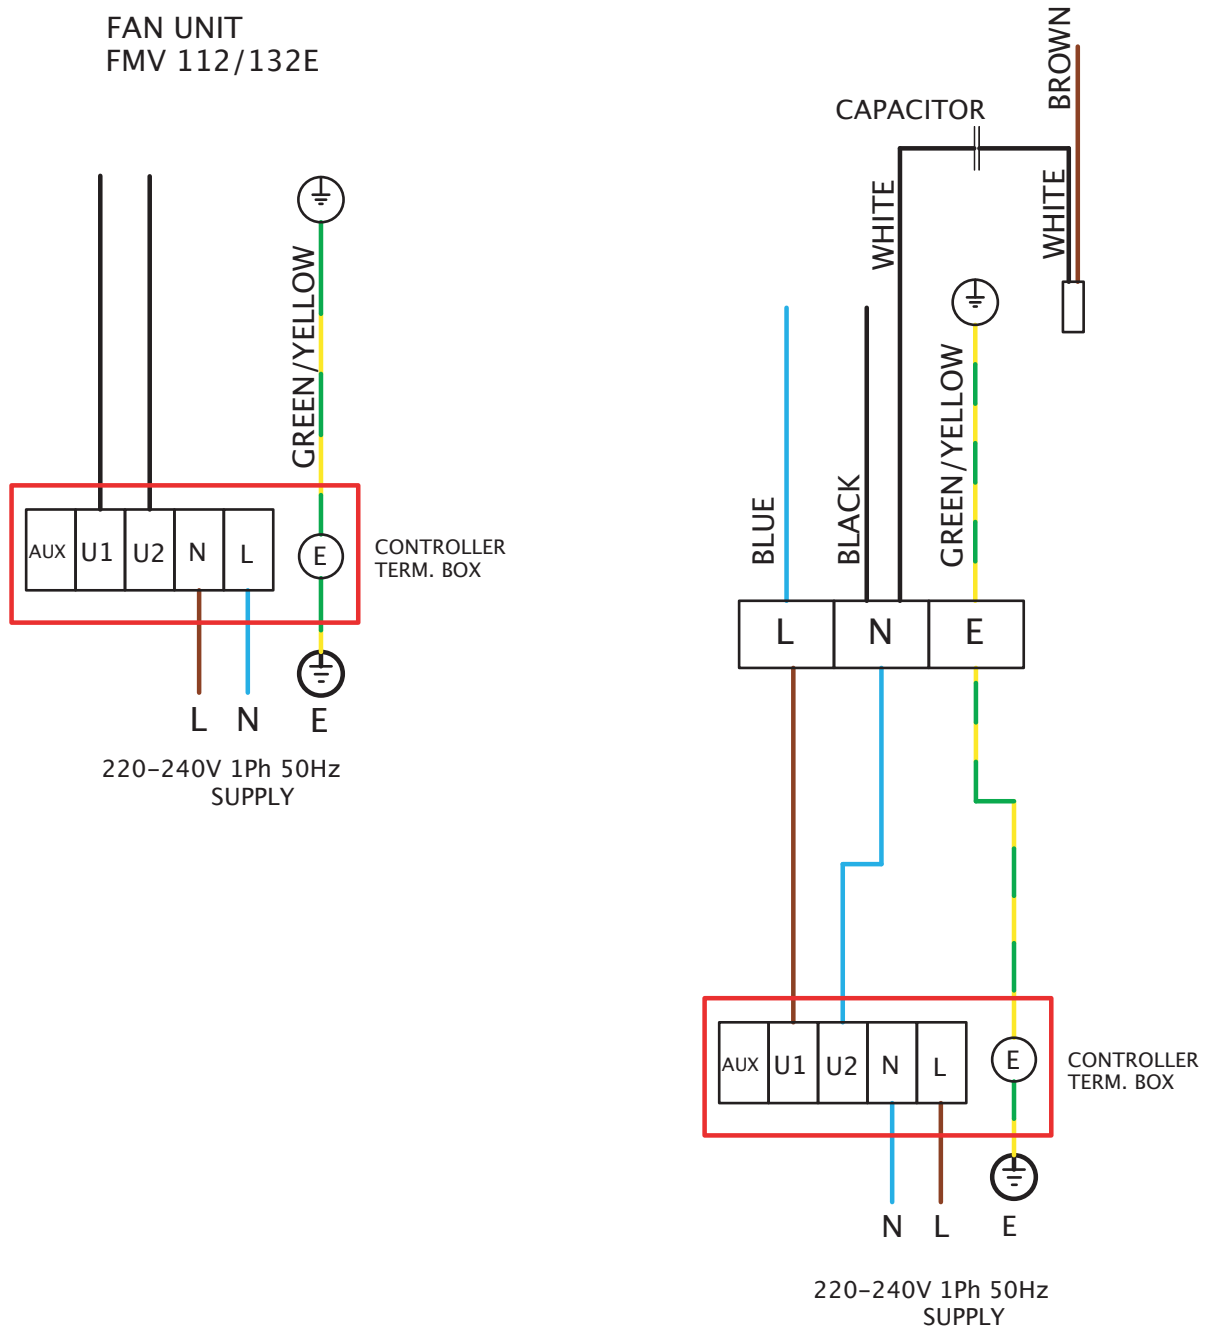 FAN UNIT
FMV 112/132E
GREEN/YELLOW
AUX U1 U2 N L E
CONTROLLER
TERM. BOX
L N E
220-240V 1Ph 50Hz
SUPPLY
BROWN
CAPACITOR
WHITE
WHITE
BLUE
BLACK
GREEN/YELLOW
L N E
AUX U1 U2 N L E
CONTROLLER
TERM. BOX
N L E
220-240V 1Ph 50Hz
SUPPLY